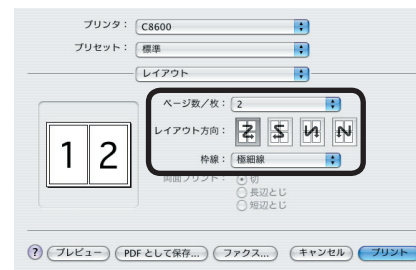 プリンタ： C8600
プリセット： 標準
レイアウト
ページ数/枚： 2
レイアウト方向：
枠線： 極細線
両面プリント： 切
長辺とじ
短辺とじ
1 2
? プレビュー PDF として保存... ファクス... キャンセル プリント